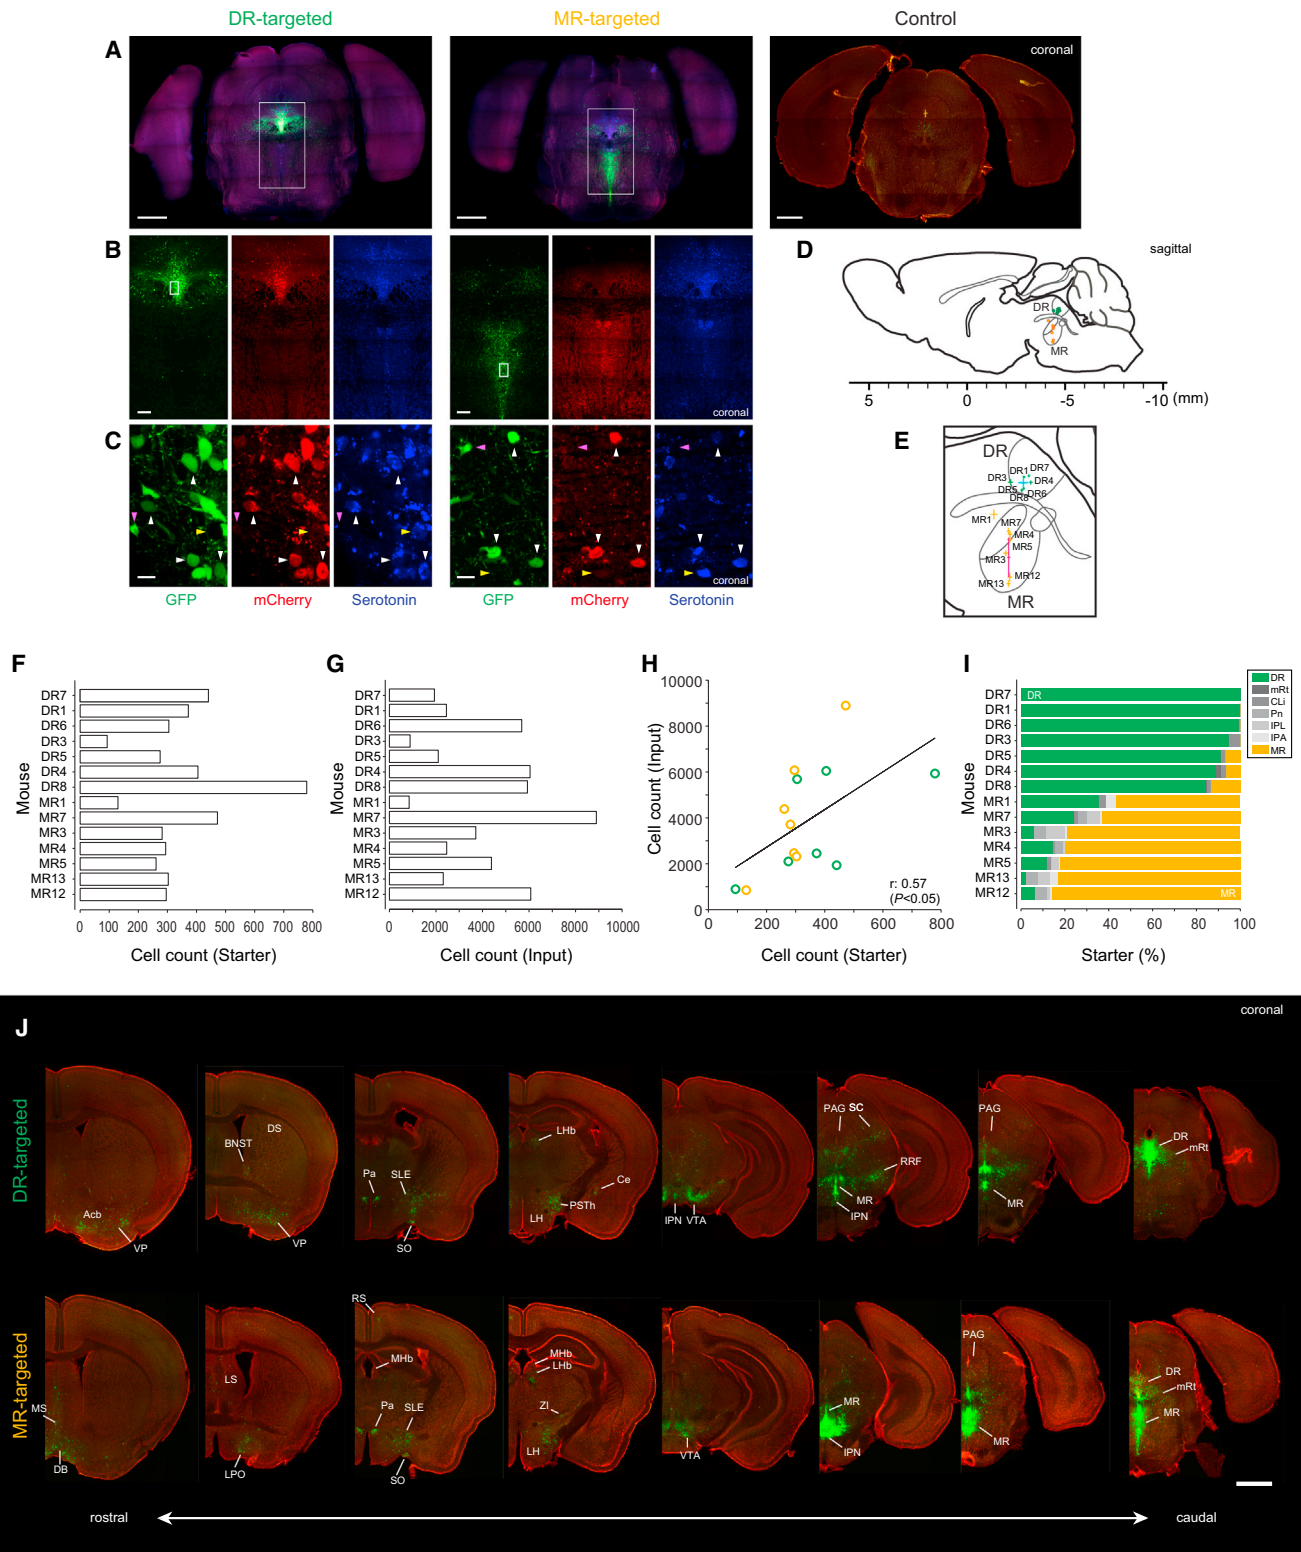 DR-targeted
MR-targeted
Control
A
coronal
B
coronal
C
coronal
GFP
mCherry
Serotonin
GFP
mCherry
Serotonin
D
sagittal
DR
MR
5
0
-5
-10 (mm)
E
DR
DR1
DR7
DR3
DR4
DR5
DR6
DR8
MR1
MR7
MR4
MR5
MR3
MR12
MR13
MR
F
Mouse
DR7
DR1
DR6
DR3
DR5
DR4
DR8
MR1
MR7
MR3
MR4
MR5
MR13
MR12
0 200 400 600 800
Cell count (Starter)
G
Mouse
DR7
DR1
DR6
DR3
DR5
DR4
DR8
MR1
MR7
MR3
MR4
MR5
MR13
MR12
0 2000 4000 6000 8000 10000
Cell count (Input)
H
Cell count (Input)
10000
8000
6000
4000
2000
0
r: 0.57
(P<0.05)
0 200 400 600 800
Cell count (Starter)
I
Mouse
DR7
DR1
DR6
DR3
DR5
DR4
DR8
MR1
MR7
MR3
MR4
MR5
MR13
MR12
DR
MR
0 20 40 60 80 100
Starter (%)
DR
mRt
CLi
Pn
IPL
IPA
MR
J
coronal
DR-targeted
Acb
VP
BNST
DS
VP
Pa
SLE
SO
LHb
Ce
PSTh
LH
IPN
VTA
PAG
SC
RRF
MR
IPN
PAG
MR
DR
mRt
MR-targeted
MS
DB
LS
LPO
RS
MHb
Pa
SLE
SO
MHb
LHb
ZI
LH
VTA
MR
IPN
PAG
MR
DR
mRt
MR
rostral
caudal